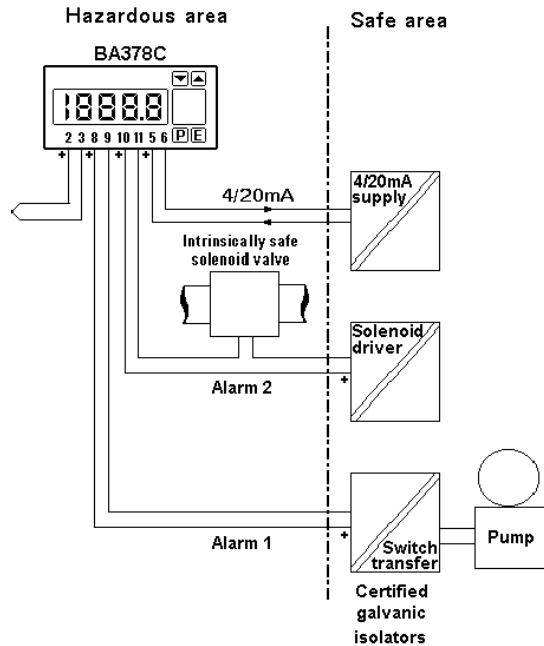 Hazardous area
Safe area
BA378C
18888.8
P E
2 3 8 9 10 11 5 6
+ + + +
4/20mA
4/20mA
supply
Intrinsically safe
solenoid valve
Solenoid
driver
+
Alarm 2
Alarm 1
+
Switch
transfer
Pump
Certified
galvanic
isolators